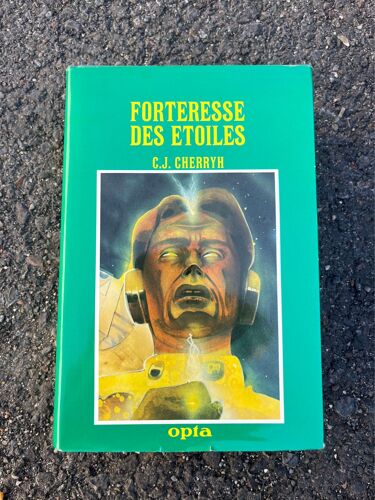 FORTERESSE
DES ETOILES
C.J. CHERRYH
opta